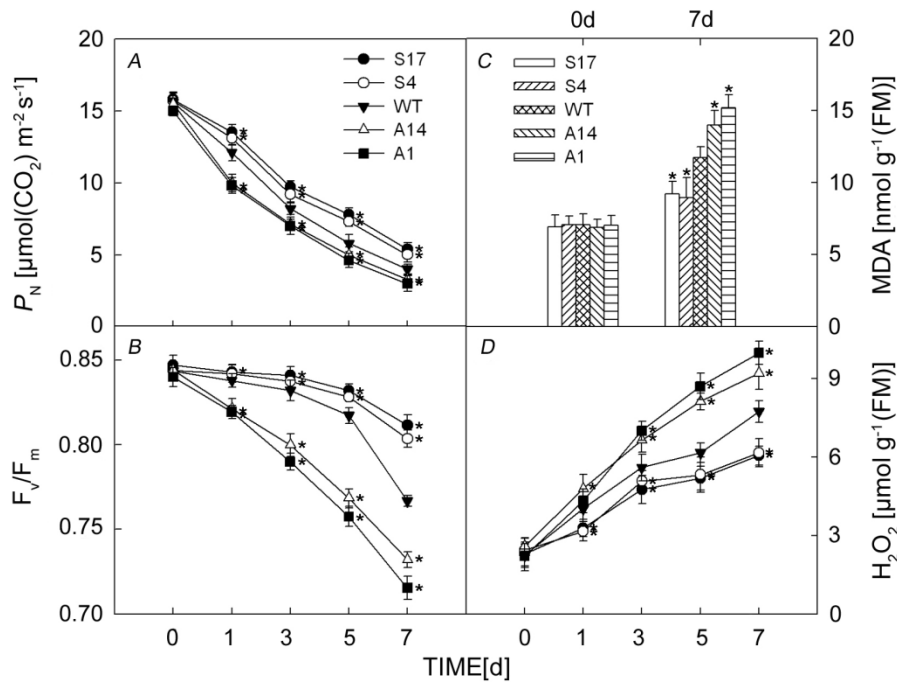 0d 7d
20 A C 20
S17 S17
S4 S4
WT WT
A14 A14
A1 A1
15 15
10 10
5 5
0 0
P_N [µmol(CO₂) m⁻² s⁻¹]
MDA [nmol g⁻¹ (FM)]
0.85 B D
9
0.80
6
0.75
3
0.70 0
F_v/F_m
H₂O₂ [µmol g⁻¹ (FM)]
0 1 3 5 7 0 1 3 5 7
TIME[d]